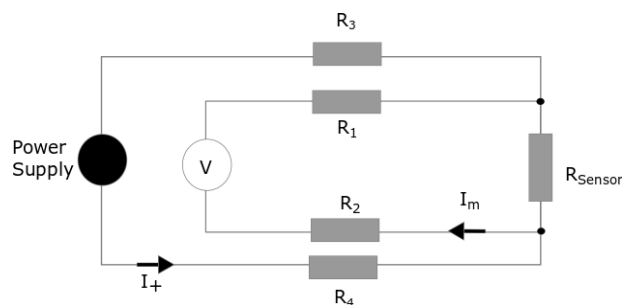 R3
R1
Power
Supply
V
RSensor
R2
Im
I+
R4